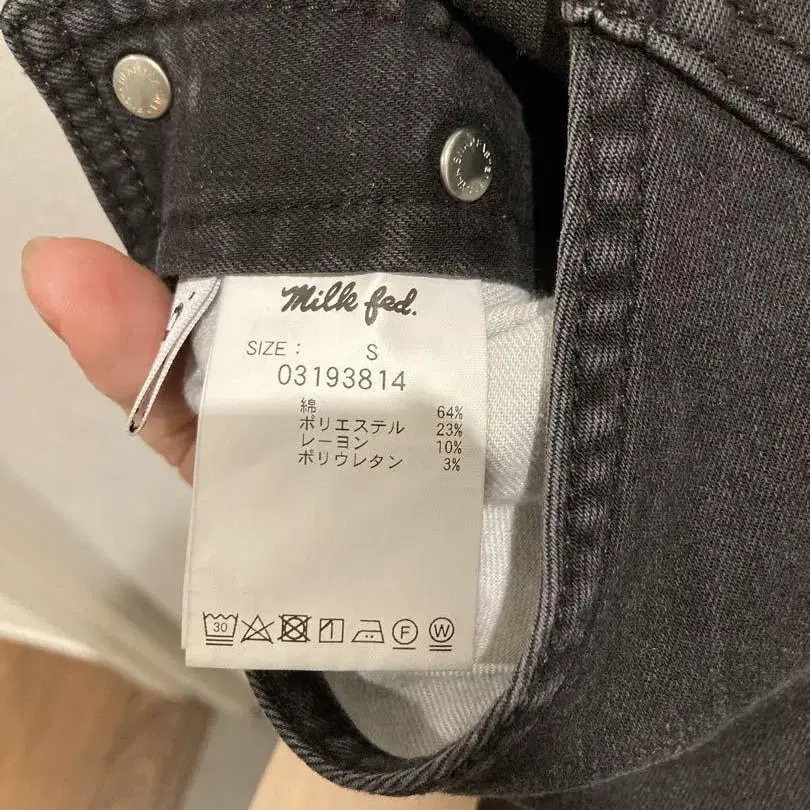 Milk fed.
SIZE : S
03193814
綿 64%
ポリエステル 23%
レーヨン 10%
ポリウレタン 3%
30 F W